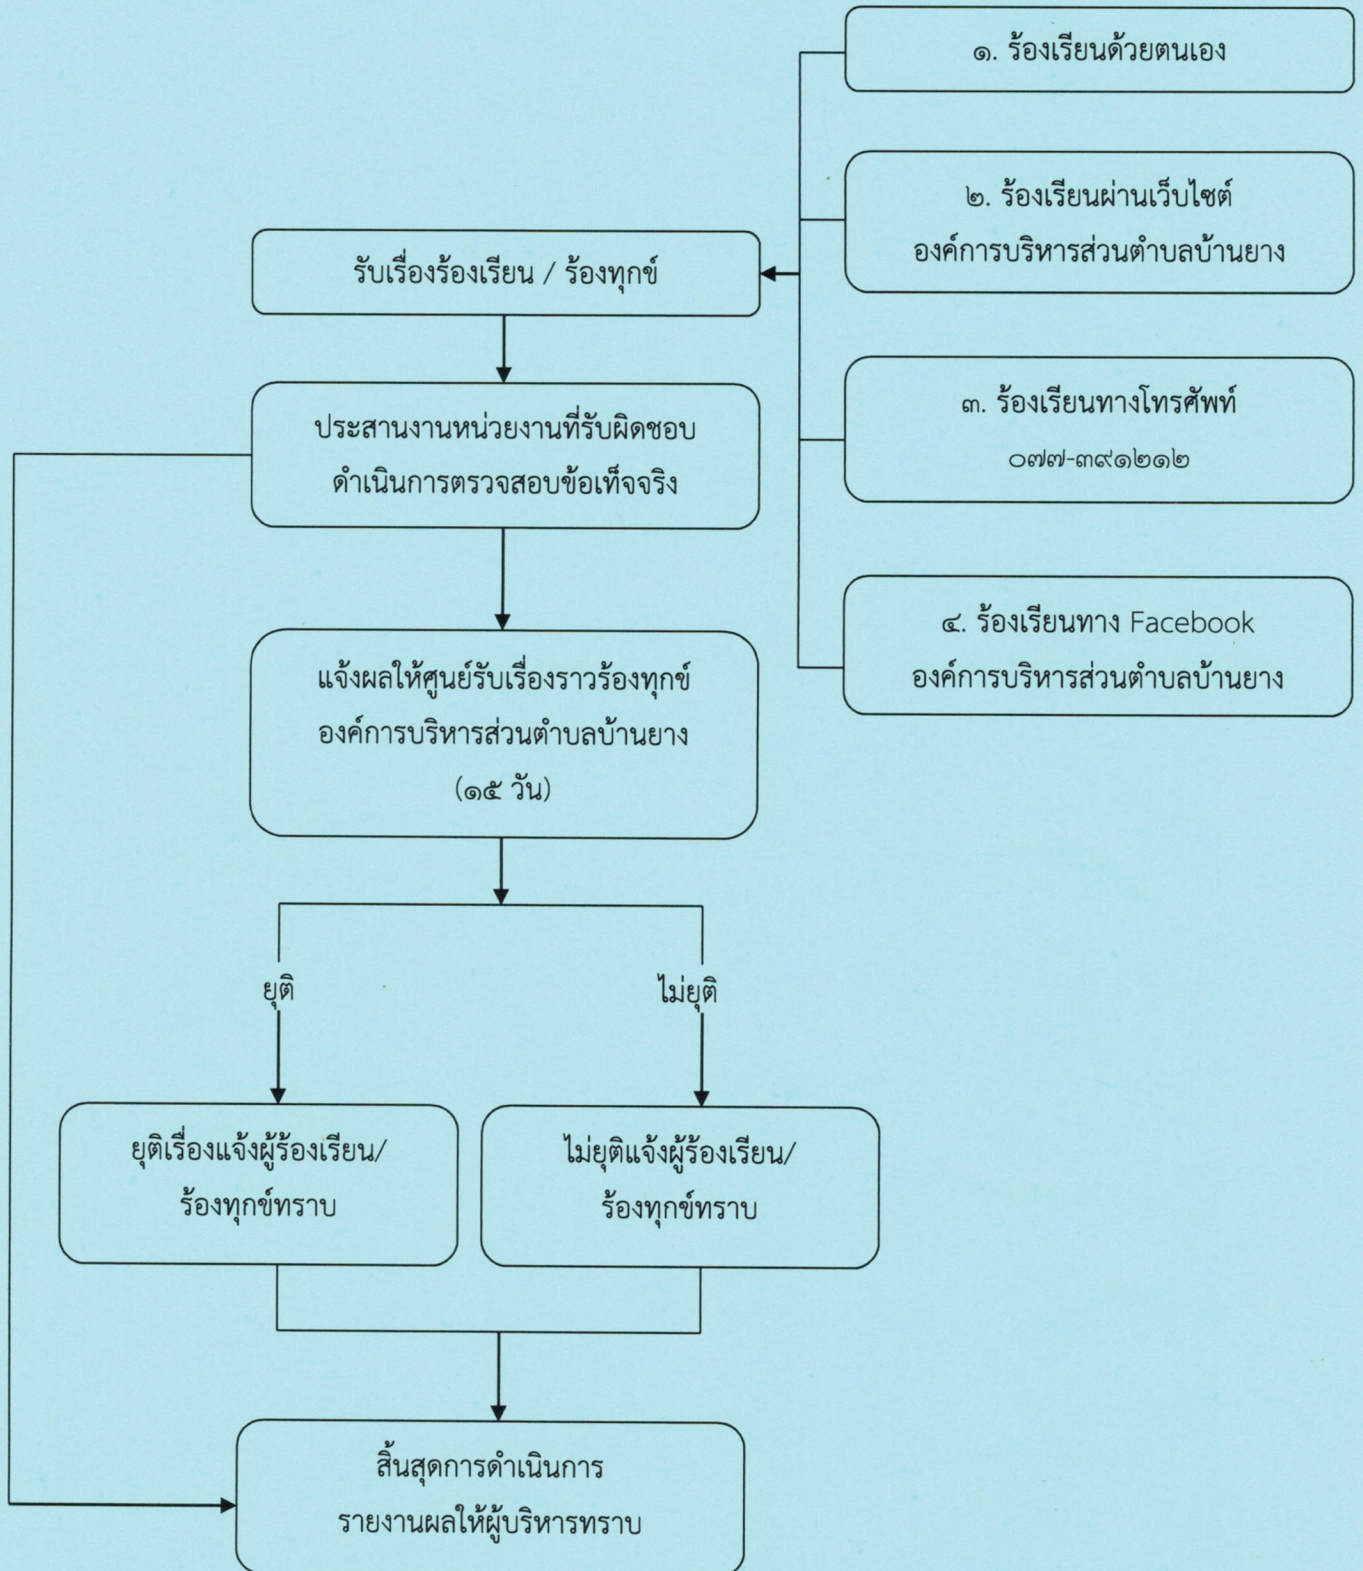 ๑. ร้องเรียนด้วยตนเอง
๒. ร้องเรียนผ่านเว็บไซต์
องค์การบริหารส่วนตำบลบ้านยาง
รับเรื่องร้องเรียน / ร้องทุกข์
๓. ร้องเรียนทางโทรศัพท์
๐๗๗-๓๙๑๒๑๒
ประสานงานหน่วยงานที่รับผิดชอบ
ดำเนินการตรวจสอบข้อเท็จจริง
๔. ร้องเรียนทาง Facebook
องค์การบริหารส่วนตำบลบ้านยาง
แจ้งผลให้ศูนย์รับเรื่องราวร้องทุกข์
องค์การบริหารส่วนตำบลบ้านยาง
(๑๕ วัน)
ยุติ
ไม่ยุติ
ยุติเรื่องแจ้งผู้ร้องเรียน/
ร้องทุกข์ทราบ
ไม่ยุติแจ้งผู้ร้องเรียน/
ร้องทุกข์ทราบ
สิ้นสุดการดำเนินการ
รายงานผลให้ผู้บริหารทราบ